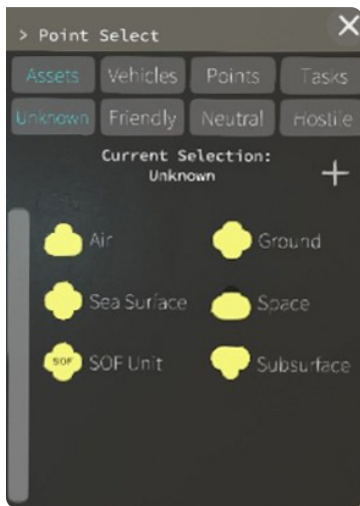 > Point Select
Assets Vehicles Points Tasks
Unknown Friendly Neutral Hostile
Current Selection:
Unknown
Air Ground
Sea Surface Space
SOF SOF Unit Subsurface